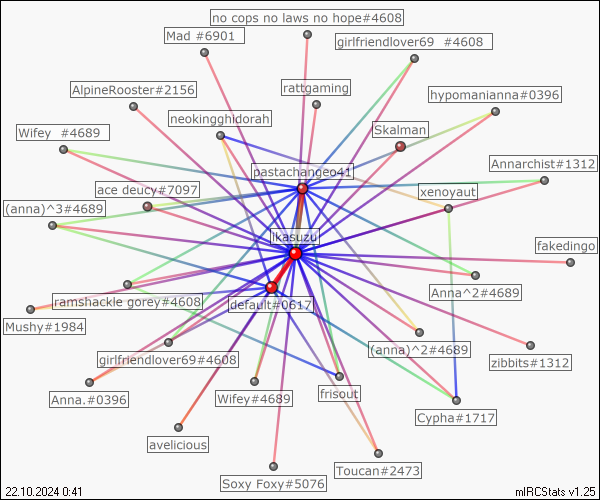 no cops no laws no hope#4608
Mad #6901
girlfriendlover69 #4608
AlpineRooster#2156
rattgaming
hypomanianna#0396
neokingghidorah
Skalman
Wifey #4689
pastachangeo41
Annarchist#1312
ace deucy#7097
xenoyaut
(anna)^3#4689
ikasuzu
fakedingo
Anna^2#4689
ramshackle gorey#4608
default#0617
Mushy#1984
(anna)^2#4689
girlfriendlover69#4608
zibbits#1312
Anna.#0396
Wifey#4689
frisout
Cypha#1717
avelicious
Toucan#2473
Soxy Foxy#5076
22.10.2024 0:41
mIRCStats v1.25